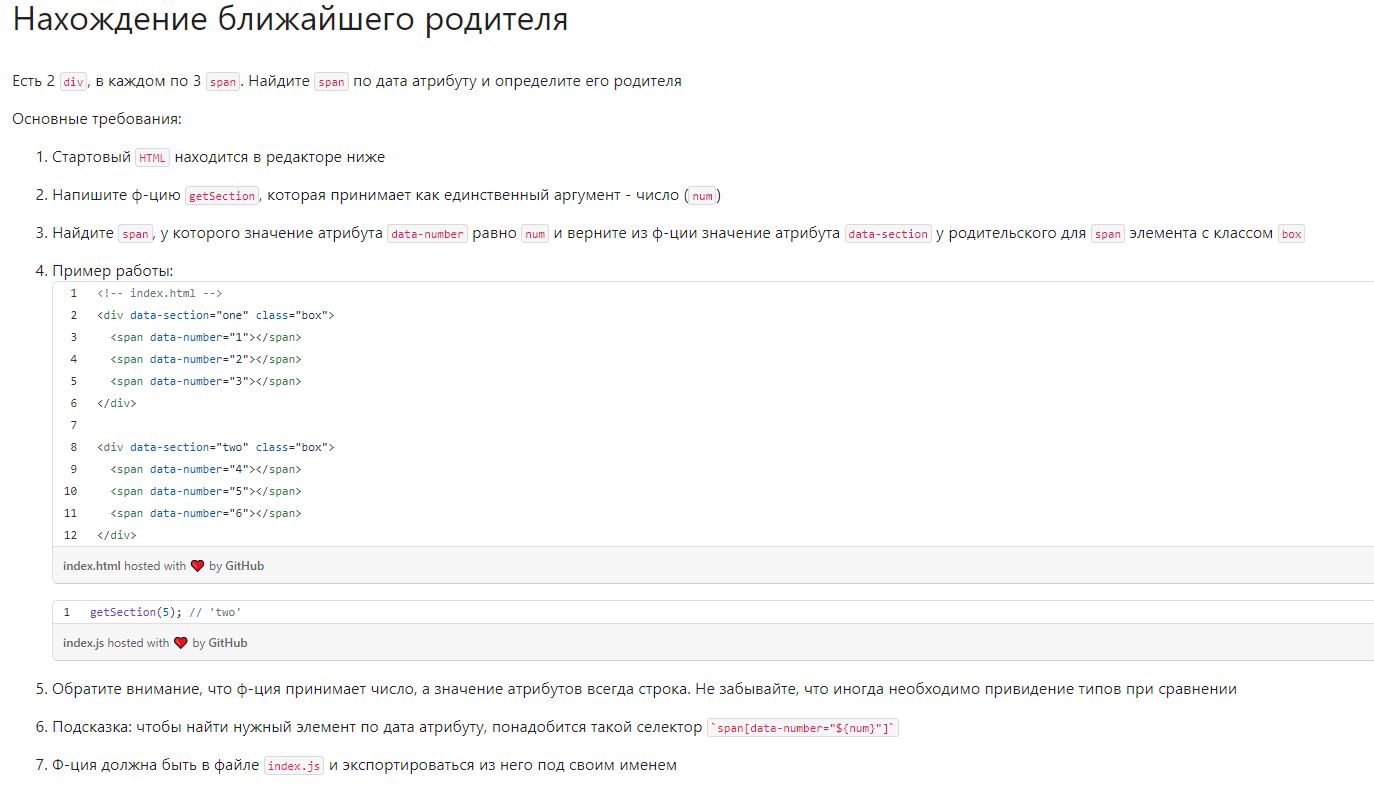 Нахождение ближайшего родителя
Есть 2 div, в каждом по 3 span. Найдите span по дата атрибуту и определите его родителя
Основные требования:
1. Стартовый HTML находится в редакторе ниже
2. Напишите ф-цию getSection, которая принимает как единственный аргумент - число (num)
3. Найдите span, у которого значение атрибута data-number равно num и верните из ф-ции значение атрибута data-section у родительского для span элемента с классом box
4. Пример работы:
1 <!-- index.html -->
2 <div data-section="one" class="box">
3 <span data-number="1"></span>
4 <span data-number="2"></span>
5 <span data-number="3"></span>
6 </div>
7
8 <div data-section="two" class="box">
9 <span data-number="4"></span>
10 <span data-number="5"></span>
11 <span data-number="6"></span>
12 </div>
index.html hosted with ❤ by GitHub
1 getSection(5); // 'two'
index.js hosted with ❤ by GitHub
5. Обратите внимание, что ф-ция принимает число, а значение атрибутов всегда строка. Не забывайте, что иногда необходимо привидение типов при сравнении
6. Подсказка: чтобы найти нужный элемент по дата атрибуту, понадобится такой селектор `span[data-number="${num}"]`
7. Ф-ция должна быть в файле index.js и экспортироваться из него под своим именем